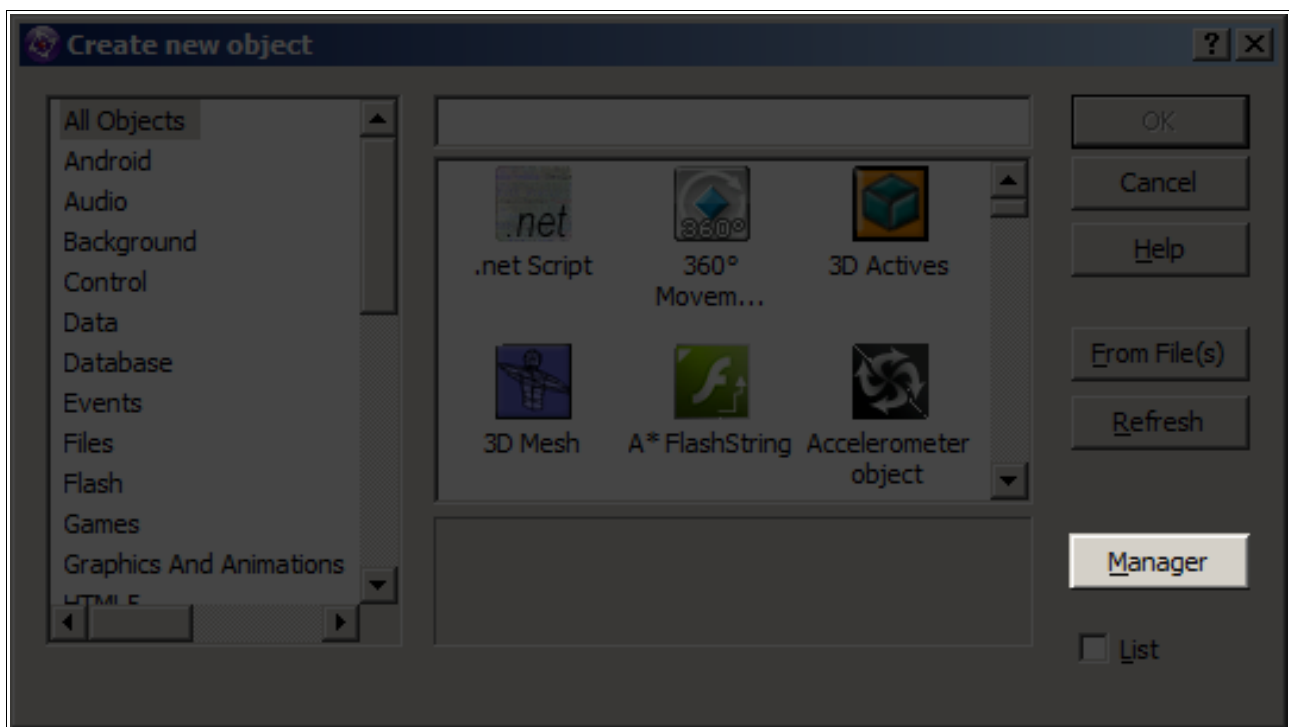 Create new object
All Objects
Android
Audio
Background
Control
Data
Database
Events
Files
Flash
Games
Graphics And Animations
HTML5
.net
.net Script
360°
360°
Movem...
3D Actives
3D Mesh
A* FlashString
Accelerometer
object
OK
Cancel
Help
From File(s)
Refresh
Manager
List